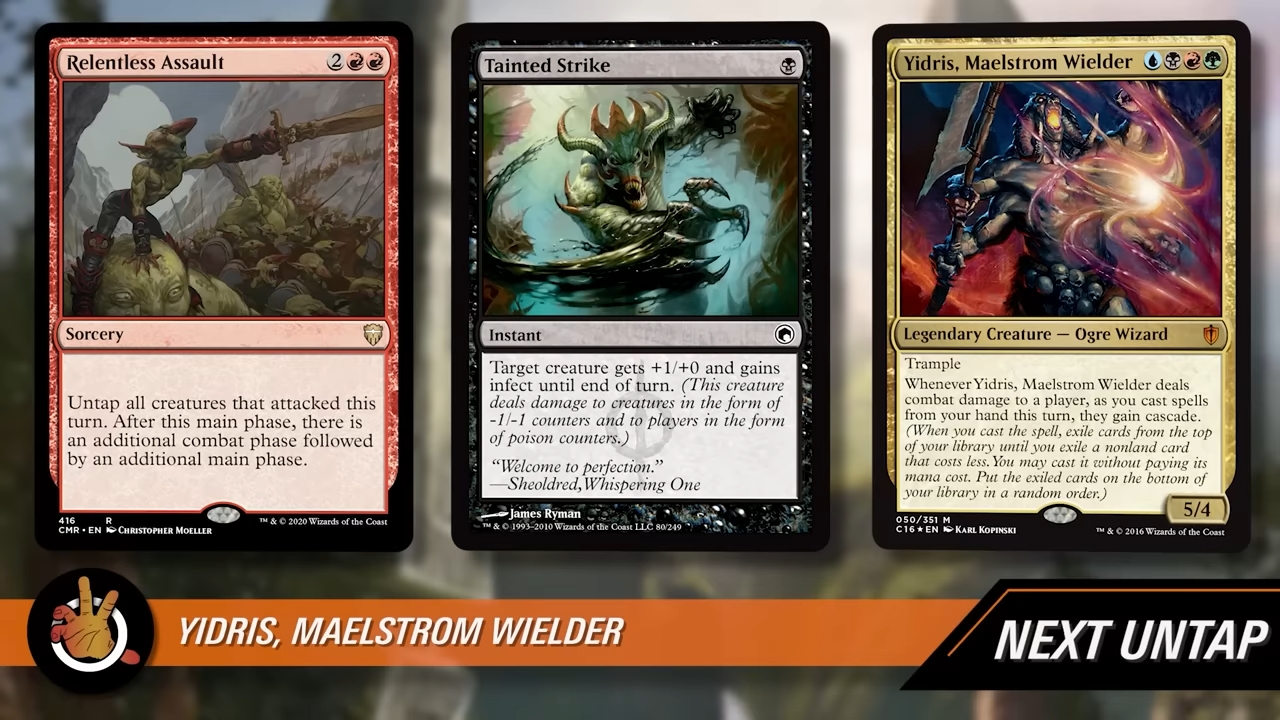 Relentless Assault 2
Sorcery
Untap all creatures that attacked this
turn. After this main phase, there is
an additional combat phase followed
by an additional main phase.
416 R
CMR • EN Christopher Moeller
™ & © 2020 Wizards of the Coast
Tainted Strike
Instant
Target creature gets +1/+0 and gains
infect until end of turn. (This creature
deals damage to creatures in the form of
-1/-1 counters and to players in the form
of poison counters.)
“Welcome to perfection.”
—Sheoldred,Whispering One
James Ryman
™ & © 1993–2010 Wizards of the Coast LLC 80/249
Yidris, Maelstrom Wielder
Legendary Creature — Ogre Wizard
Trample
Whenever Yidris, Maelstrom Wielder deals
combat damage to a player, as you cast spells
from your hand this turn, they gain cascade.
(When you cast the spell, exile cards from the top
of your library until you exile a nonland card
that costs less.You may cast it without paying its
mana cost. Put the exiled cards on the bottom of
your library in a random order.)
5/4
050/351 M
C16 ★ EN Karl Kopinski
™ & © 2016 Wizards of the Coast
YIDRIS, MAELSTROM WIELDER
NEXT UNTAP